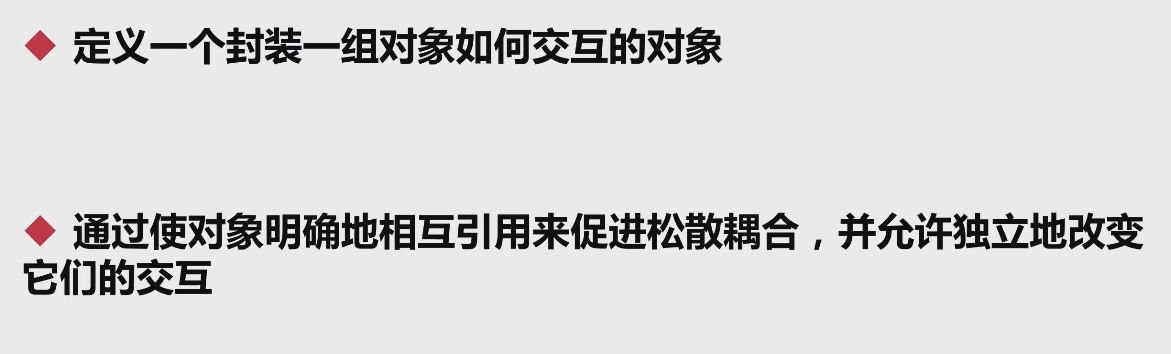 ◆ 定义一个封装一组对象如何交互的对象
◆ 通过使对象明确地相互引用来促进松散耦合，并允许独立地改变
它们的交互